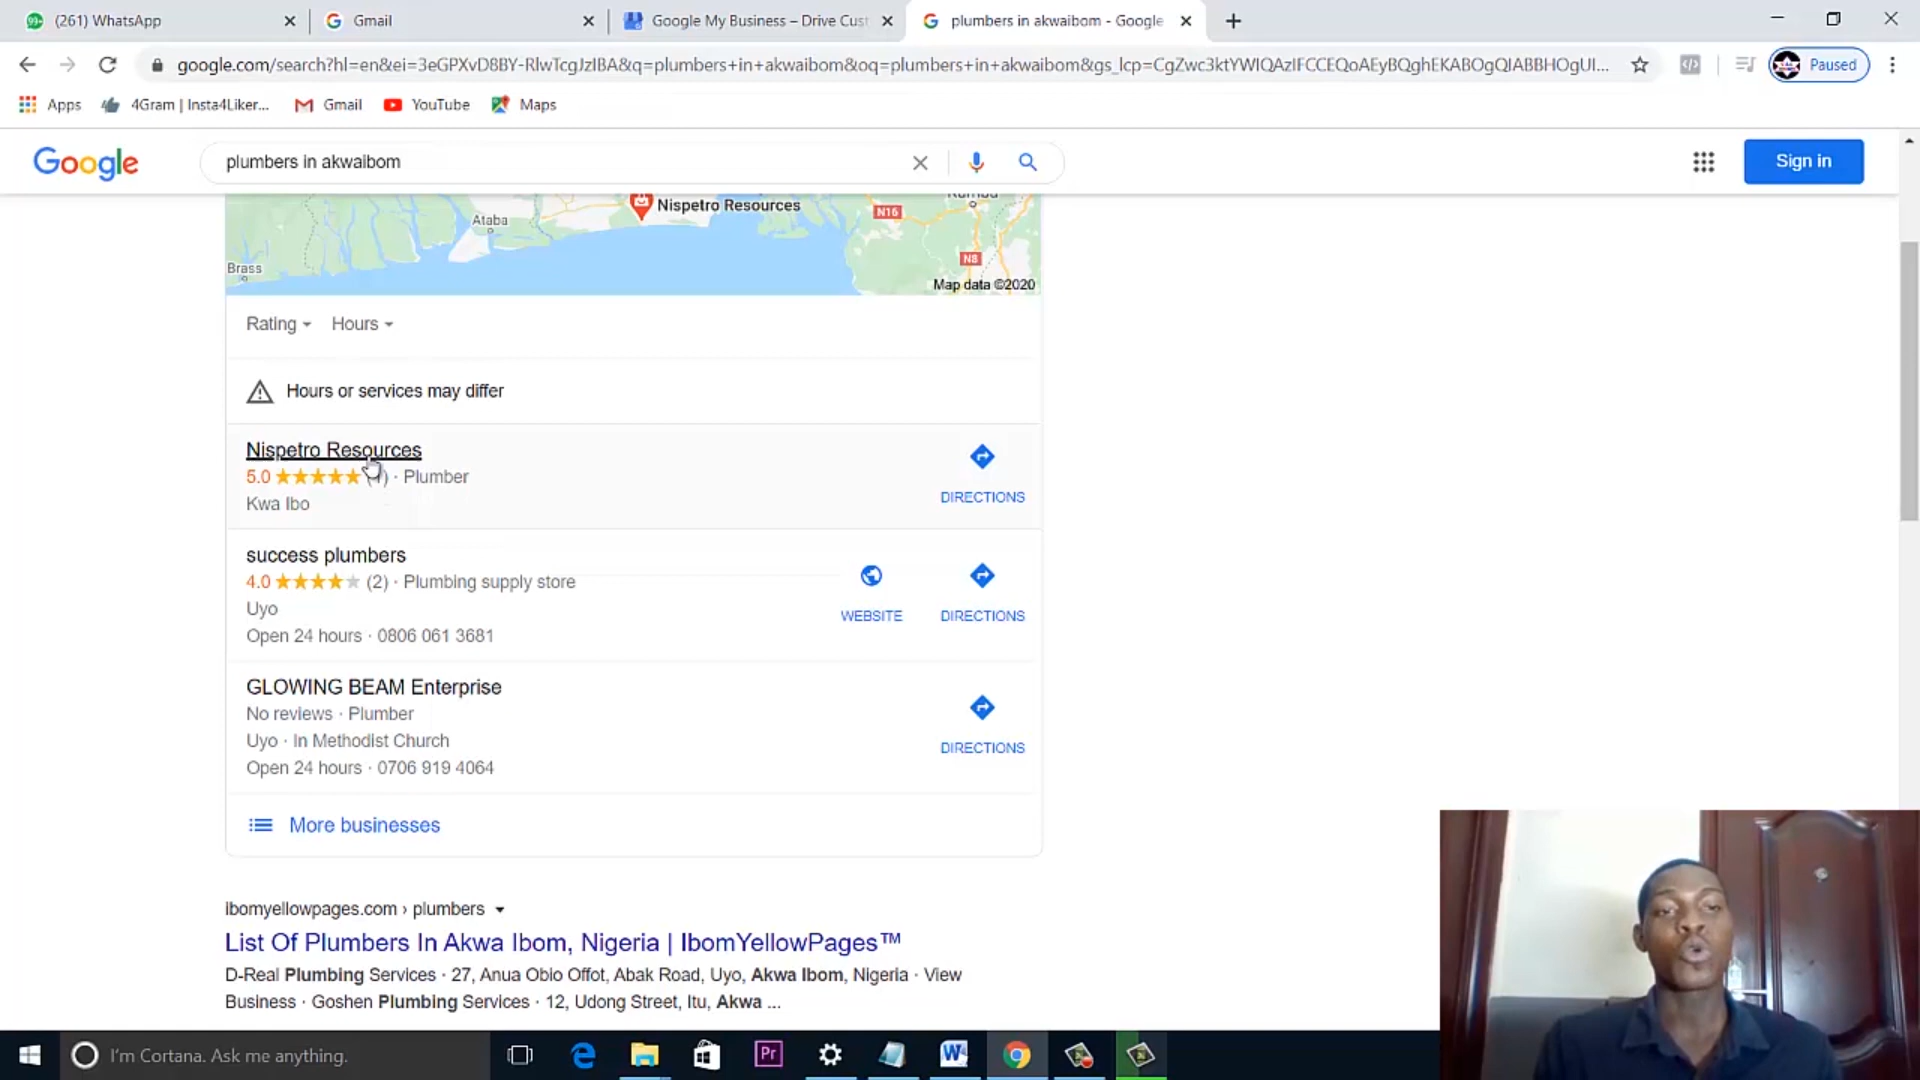 (261) WhatsApp
Gmail
Google My Business – Drive Cust
plumbers in akwaibom - Google
google.com/search?hl=en&ei=3eGPXvD8BY-RlwTcgJzIBA&q=plumbers+in+akwaibom&oq=plumbers+in+akwaibom&gs_lcp=CgZwc3ktYWIQAzIFCCEQoAEyBQghEKABOgQIABBHOgUI...
Paused
Apps
4Gram | Insta4Liker...
Gmail
YouTube
Maps
Google
plumbers in akwaibom
Sign in
Nispetro Resources
N16
Ataba
Brass
N8
Map data ©2020
Rating
Hours
Hours or services may differ
Nispetro Resources
5.0 · Plumber
Kwa Ibo
DIRECTIONS
success plumbers
4.0 (2) · Plumbing supply store
Uyo
Open 24 hours · 0806 061 3681
WEBSITE
DIRECTIONS
GLOWING BEAM Enterprise
No reviews · Plumber
Uyo · In Methodist Church
Open 24 hours · 0706 919 4064
DIRECTIONS
More businesses
ibomyellowpages.com › plumbers
List Of Plumbers In Akwa Ibom, Nigeria | IbomYellowPages™
D-Real Plumbing Services · 27, Anua Obio Offot, Abak Road, Uyo, Akwa Ibom, Nigeria · View
Business · Goshen Plumbing Services · 12, Udong Street, Itu, Akwa ...
I'm Cortana. Ask me anything.
Pr
W